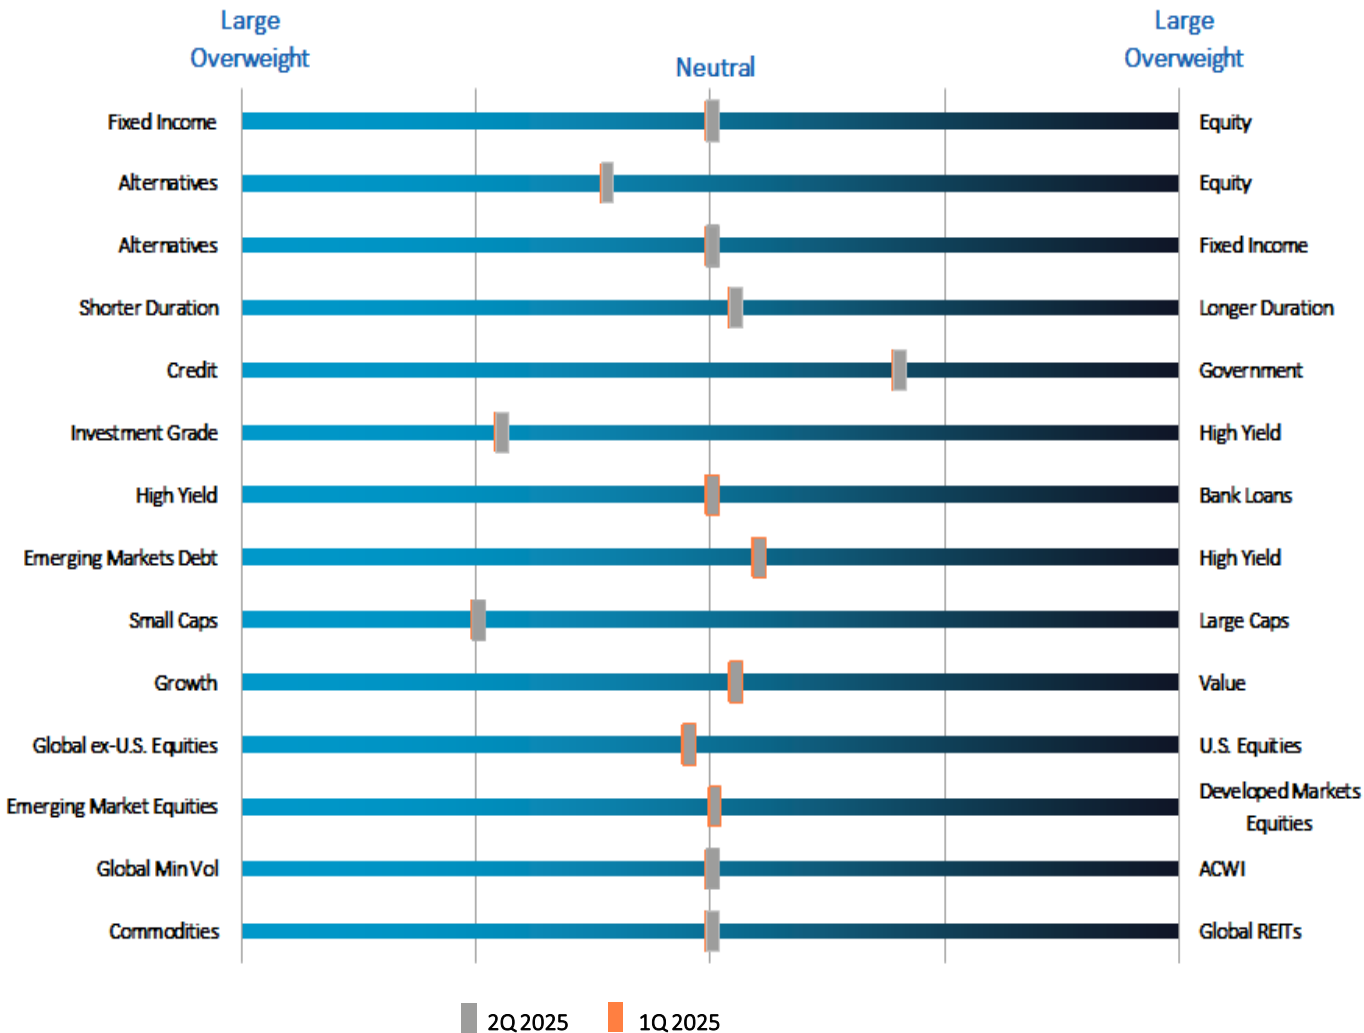 Large
Overweight
Neutral
Large
Overweight
Fixed Income
Equity
Alternatives
Equity
Alternatives
Fixed Income
Shorter Duration
Longer Duration
Credit
Government
Investment Grade
High Yield
High Yield
Bank Loans
Emerging Markets Debt
High Yield
Small Caps
Large Caps
Growth
Value
Global ex-U.S. Equities
U.S. Equities
Emerging Market Equities
Developed Markets
Equities
Global Min Vol
ACWI
Commodities
Global REITs
2Q 2025
1Q 2025